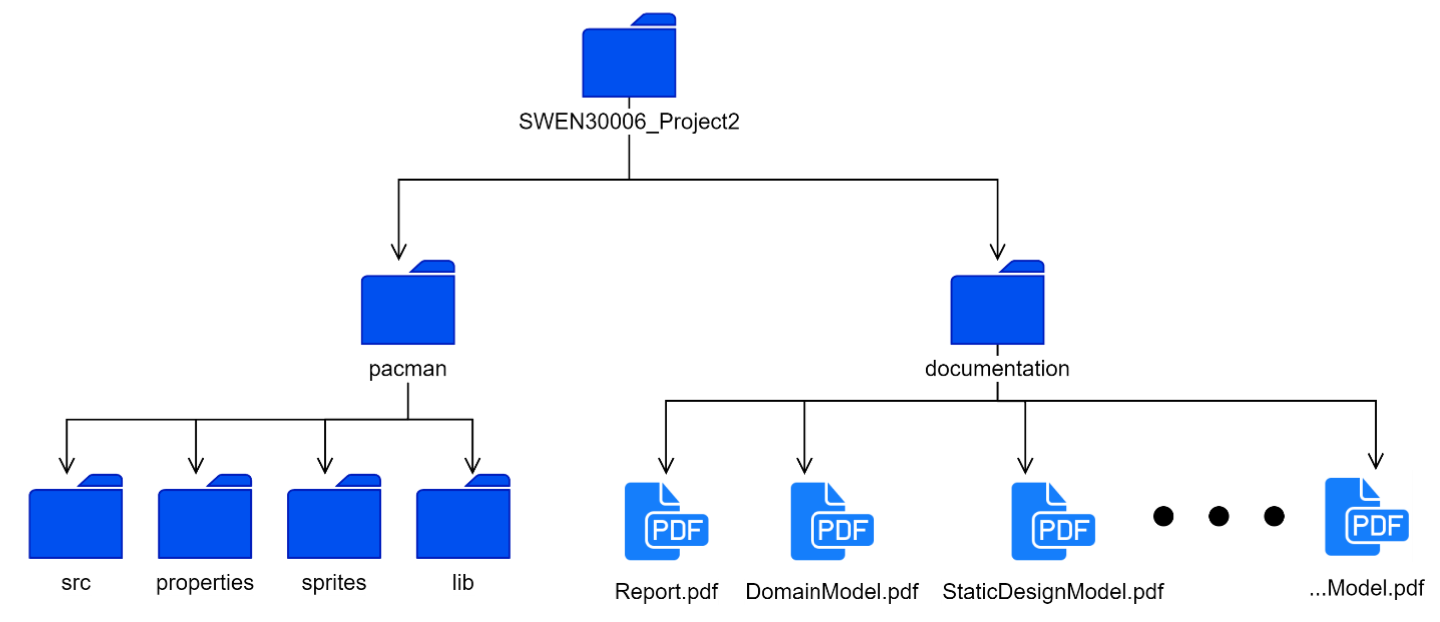 SWEN30006_Project2
pacman
documentation
src
properties
sprites
lib
PDF
PDF
PDF
PDF
Report.pdf
DomainModel.pdf
StaticDesignModel.pdf
...Model.pdf